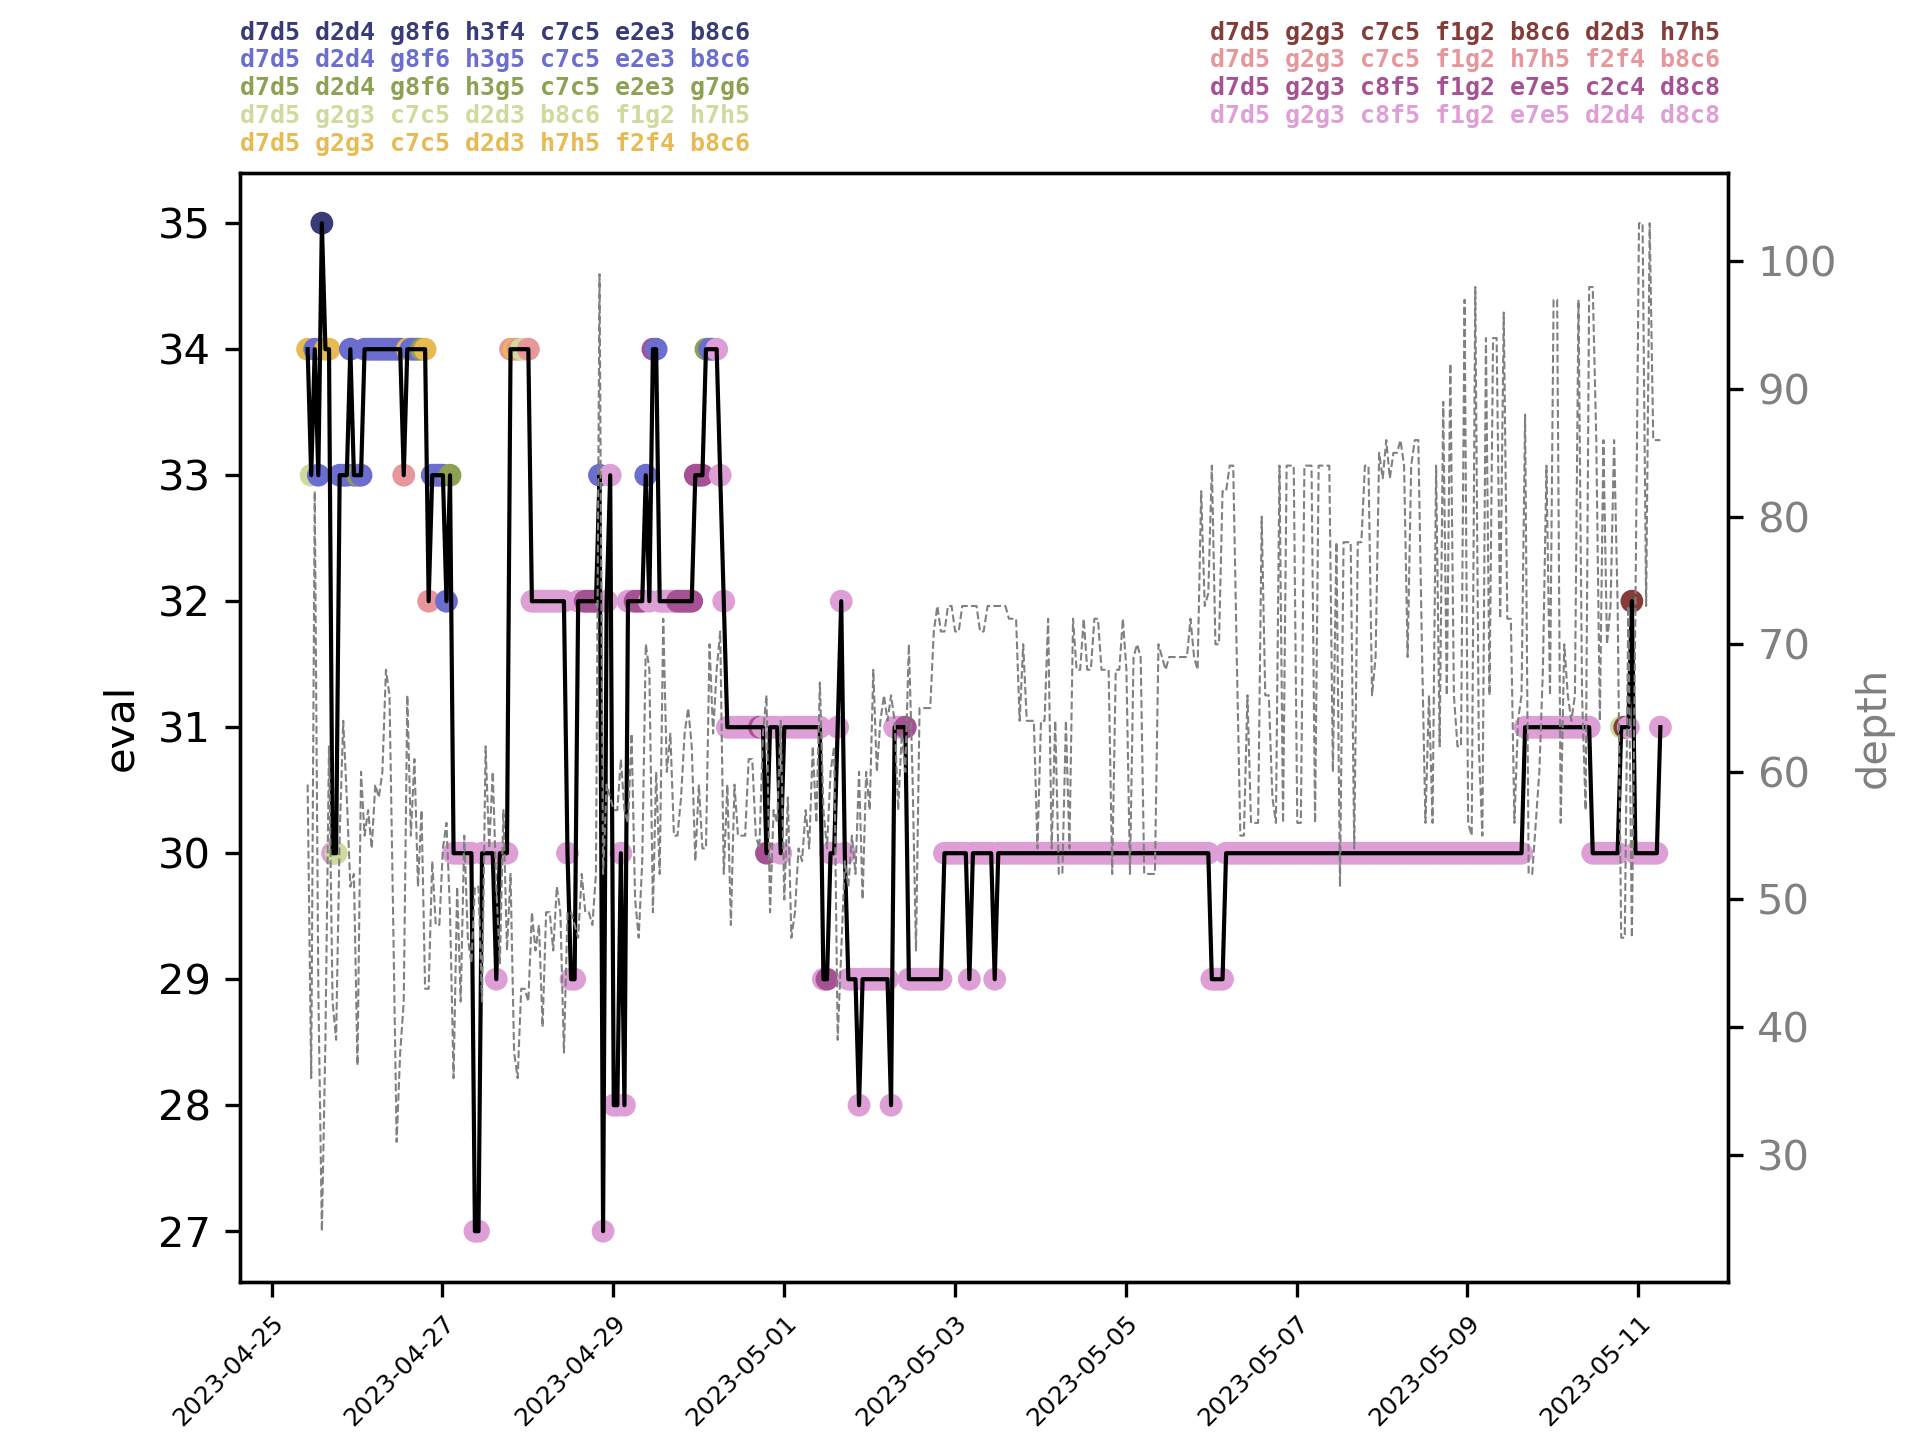 d7d5 d2d4 g8f6 h3f4 c7c5 e2e3 b8c6
d7d5 d2d4 g8f6 h3g5 c7c5 e2e3 b8c6
d7d5 d2d4 g8f6 h3g5 c7c5 e2e3 g7g6
d7d5 g2g3 c7c5 d2d3 b8c6 f1g2 h7h5
d7d5 g2g3 c7c5 d2d3 h7h5 f2f4 b8c6
d7d5 g2g3 c7c5 f1g2 b8c6 d2d3 h7h5
d7d5 g2g3 c7c5 f1g2 h7h5 f2f4 b8c6
d7d5 g2g3 c8f5 f1g2 e7e5 c2c4 d8c8
d7d5 g2g3 c8f5 f1g2 e7e5 d2d4 d8c8
35
34
33
32
31
30
29
28
27
eval
100
90
80
70
60
50
40
30
depth
2023-04-25
2023-04-27
2023-04-29
2023-05-01
2023-05-03
2023-05-05
2023-05-07
2023-05-09
2023-05-11